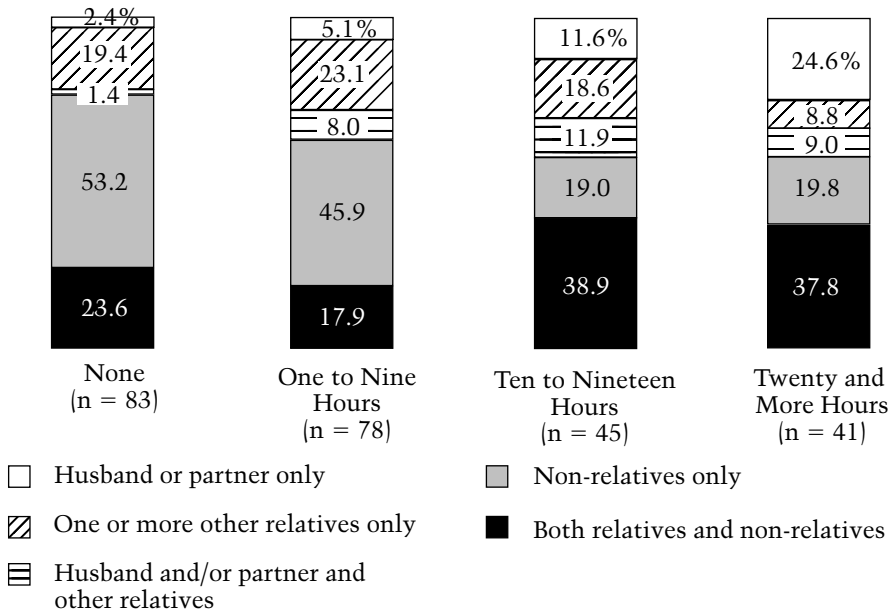 2.4%
19.4
1.4
53.2
23.6
None
(n = 83)
5.1%
23.1
8.0
45.9
17.9
One to Nine
Hours
(n = 78)
11.6%
18.6
11.9
19.0
38.9
Ten to Nineteen
Hours
(n = 45)
24.6%
8.8
9.0
19.8
37.8
Twenty and
More Hours
(n = 41)
Husband or partner only
One or more other relatives only
Husband and/or partner and
other relatives
Non-relatives only
Both relatives and non-relatives